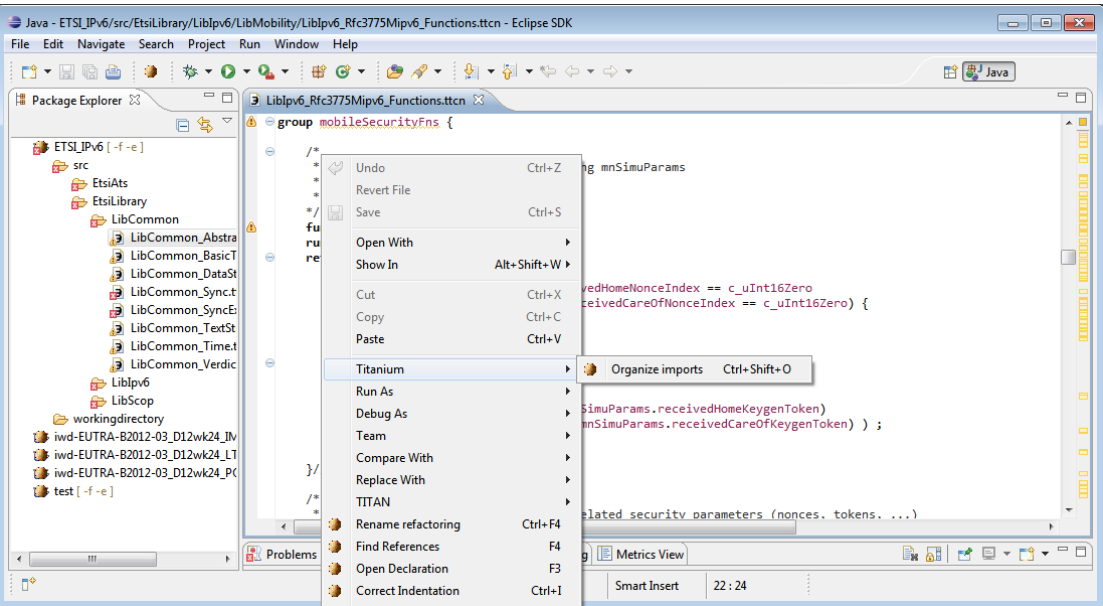 Java - ETSI_IPv6/src/EtsiLibrary/LibIpv6/LibMobility/LibIpv6_Rfc3775Mipv6_Functions.ttcn - Eclipse SDK
File Edit Navigate Search Project Run Window Help
Java
Package Explorer
LibIpv6_Rfc3775Mipv6_Functions.ttcn
ETSI_IPv6 [ -f -e ]
src
EtsiAts
EtsiLibrary
LibCommon
LibCommon_Abstra
LibCommon_BasicT
LibCommon_DataSt
LibCommon_Sync.t
LibCommon_SyncE
LibCommon_TextSt
LibCommon_Time.t
LibCommon_Verdic
LibIpv6
LibScop
workingdirectory
iwd-EUTRA-B2012-03_D12wk24_IM
iwd-EUTRA-B2012-03_D12wk24_LT
iwd-EUTRA-B2012-03_D12wk24_PC
test [ -f -e ]
group mobileSecurityFns {
/*
*
*
*
*/
fu
ru
re
}/
/*
*
ng mnSimuParams
vedHomeNonceIndex == c_uInt16Zero
ceivedCareOfNonceIndex == c_uInt16Zero) {
SimuParams.receivedHomeKeygenToken)
mnSimuParams.receivedCareOfKeygenToken) ) ;
elated security parameters (nonces, tokens, ...)
Undo Ctrl+Z
Revert File
Save Ctrl+S
Open With
Show In Alt+Shift+W
Cut Ctrl+X
Copy Ctrl+C
Paste Ctrl+V
Titanium
Run As
Debug As
Team
Compare With
Replace With
TITAN
Rename refactoring Ctrl+F4
Find References F4
Open Declaration F3
Correct Indentation Ctrl+I
Organize imports Ctrl+Shift+O
Problems
g
Metrics View
Smart Insert
22 : 24